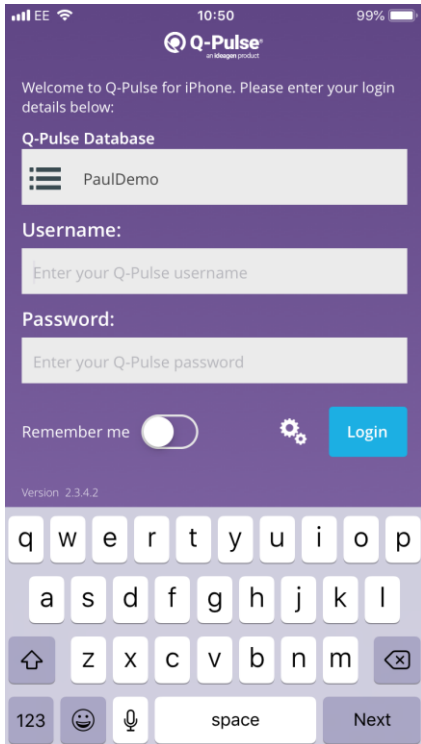 EE 10:50 99%
Q-Pulse®
an ideagen product
Welcome to Q-Pulse for iPhone. Please enter your login
details below:
Q-Pulse Database
PaulDemo
Username:
Enter your Q-Pulse username
Password:
Enter your Q-Pulse password
Remember me Login
Version 2.3.4.2
q w e r t y u i o p
a s d f g h j k l
z x c v b n m
123 space Next